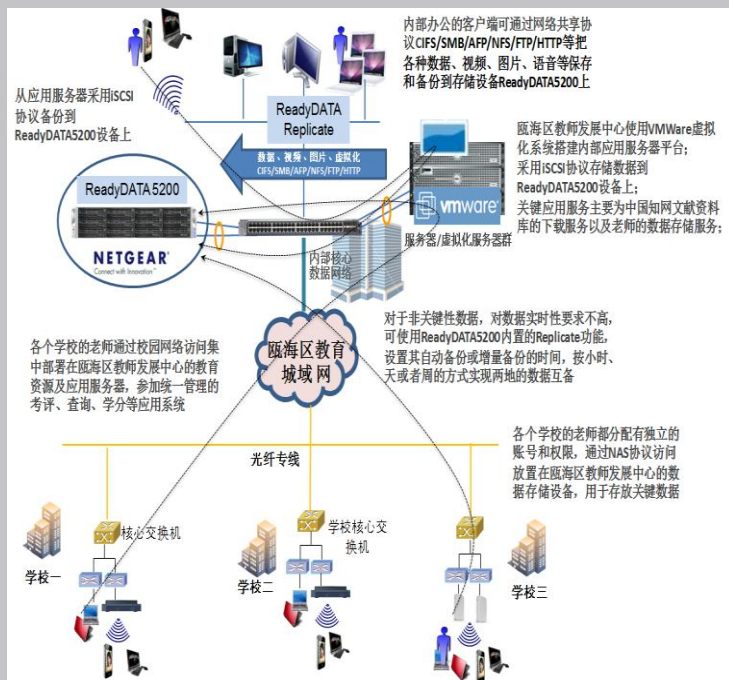 内部办公的客户端可通过网络共享协
议CIFS/SMB/AFP/NFS/FTP/HTTP等把
各种数据、视频、图片、语音等保存
和备份到存储设备ReadyDATA5200上
从应用服务器采用iSCSI
协议备份到
ReadyDATA5200设备上
ReadyDATA
Replicate
数据、视频、图片、虚拟化
CIFS/SMB/AFP/NFS/FTP/HTTP
瓯海区教师发展中心使用VMWare虚拟
化系统搭建内部应用服务器平台;
采用iSCSI协议存储数据到
ReadyDATA5200设备上;
关键应用服务主要为中国知网文献资料
库的下载服务以及老师的数据存储服务;
ReadyDATA 5200
NETGEAR®
Connect with Innovation™
vmware
服务器/虚拟化服务器群
内部核心
数据网络
各个学校的老师通过校园网络访问集
中部署在瓯海区教师发展中心的教育
资源及应用服务器,参加统一管理的
考评、查询、学分等应用系统
瓯海区教育
城域网
对于非关键性数据,对数据实时性要求不高,
可使用ReadyDATA5200内置的Replicate功能,
设置其自动备份或增量备份的时间,按小时、
天或者周的方式实现两地的数据互备
各个学校的老师都分配有独立的
账号和权限,通过NAS协议访问
放置在瓯海区教师发展中心的数
据存储设备,用于存放关键数据
光纤专线
核心交换机
学校一
学校核心交
换机
学校二
学校三